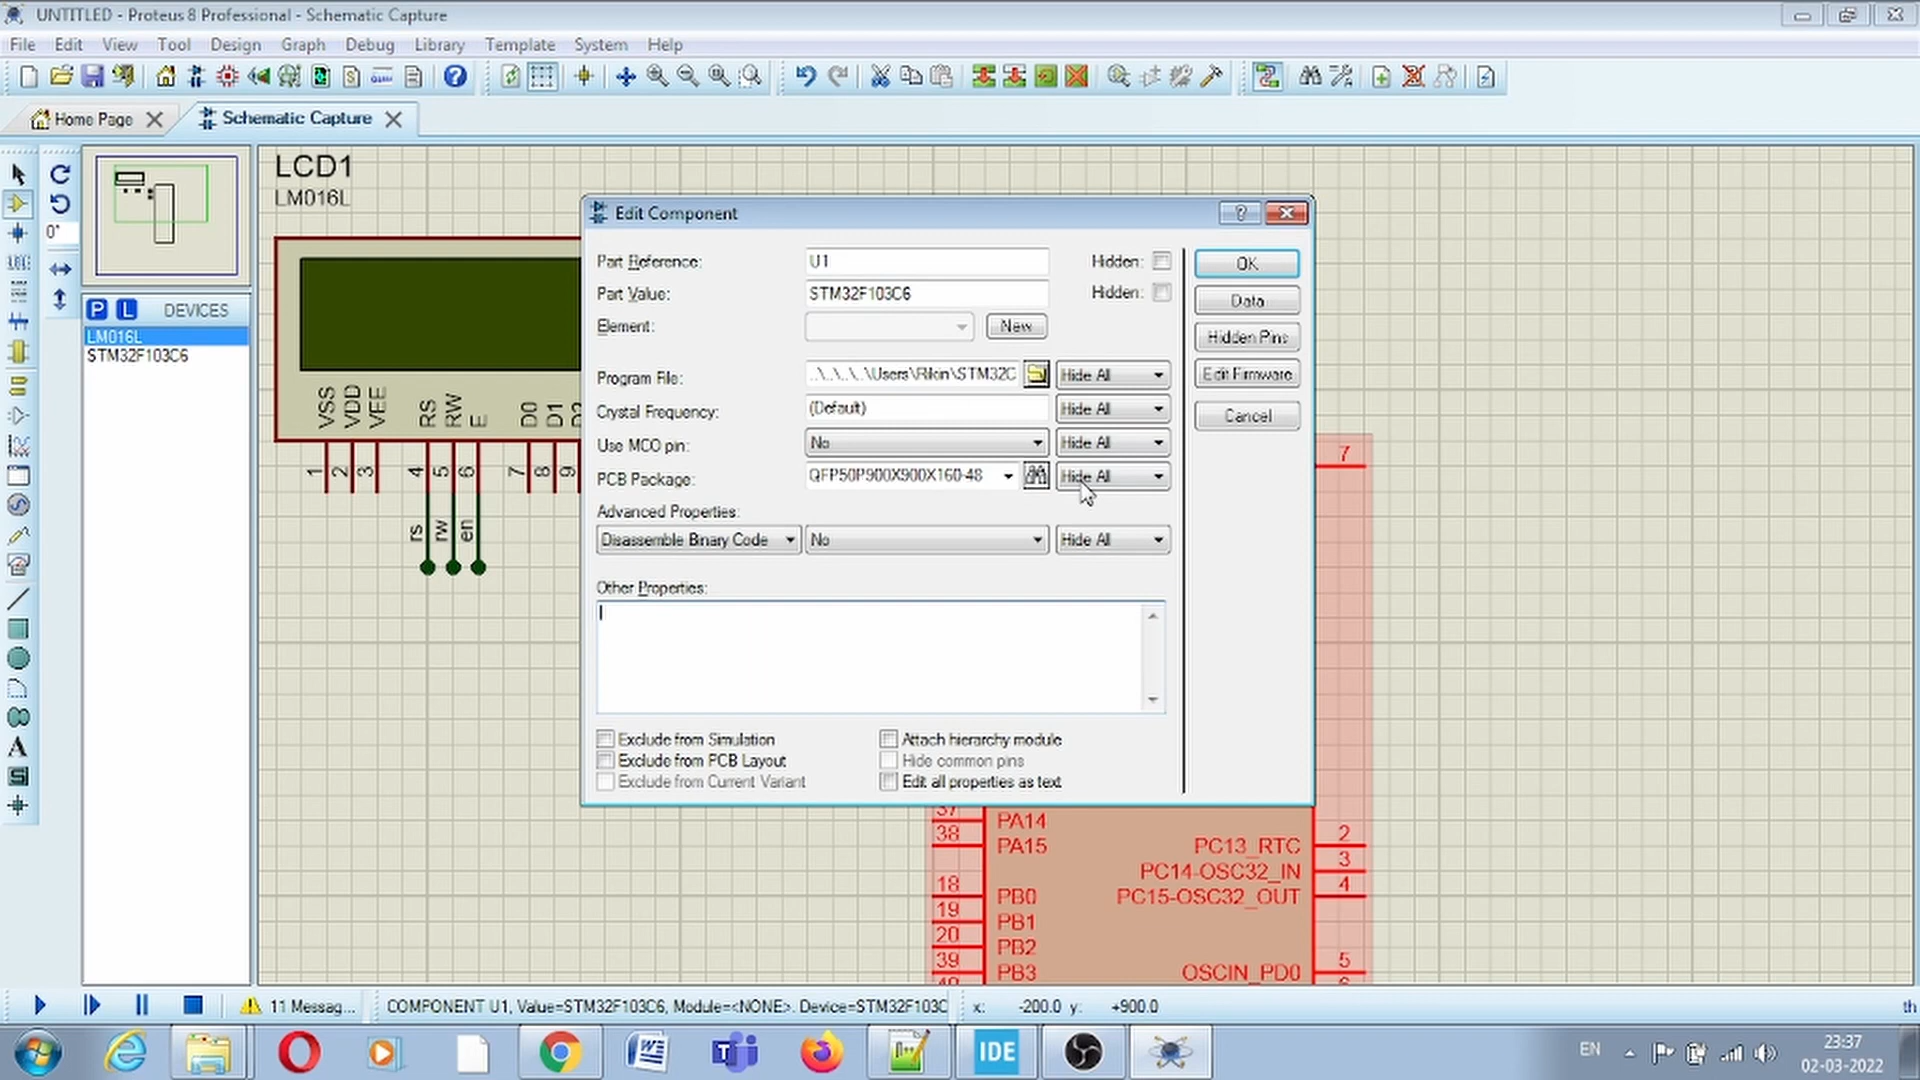 UNTITLED - Proteus 8 Professional - Schematic Capture
File Edit View Tool Design Graph Debug Library Template System Help
Home Page
Schematic Capture
0°
P L DEVICES
LM016L
STM32F103C6
LCD1
LM016L
VSS
VDD
VEE
RS
RW
E
D0
D1
1
2
3
4
5
6
7
8
9
rs
rw
en
Edit Component
Part Reference: U1 Hidden:
Part Value: STM32F103C6 Hidden:
Element: New
Program File: ..\..\..\..\Users\Rikin\STM32C Hide All
Crystal Frequency: (Default) Hide All
Use MCO pin: No Hide All
PCB Package: QFP50P900X900X160-48 Hide All
Advanced Properties:
Disassemble Binary Code No Hide All
Other Properties:
Exclude from Simulation
Exclude from PCB Layout
Exclude from Current Variant
Attach hierarchy module
Hide common pins
Edit all properties as text
OK
Data
Hidden Pins
Edit Firmware
Cancel
7
37 PA14
38 PA15
18 PB0
19 PB1
20 PB2
39 PB3
PC13_RTC 2
PC14-OSC32_IN 3
PC15-OSC32_OUT 4
OSCIN_PD0 5
11 Messag...
COMPONENT U1, Value=STM32F103C6, Module=<NONE>. Device=STM32F103C
x: -200.0 y: +900.0
th
IDE
EN
23:37
02-03-2022